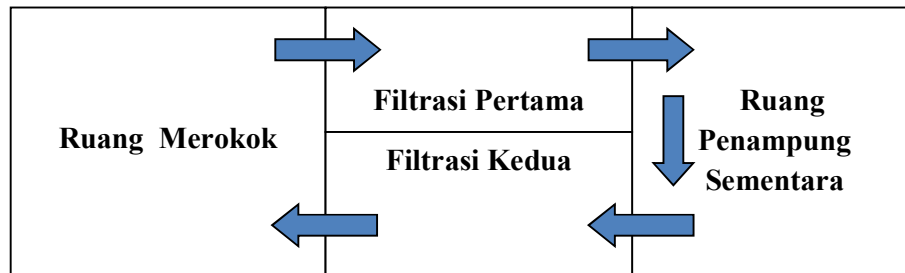 Ruang Merokok
Filtrasi Pertama
Filtrasi Kedua
Ruang
Penampung
Sementara